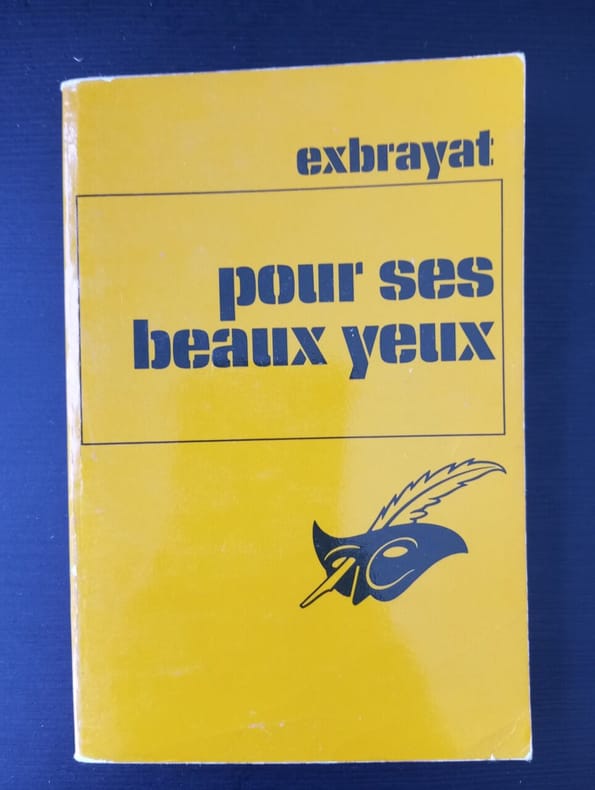 exbrayat
pour ses
beaux yeux